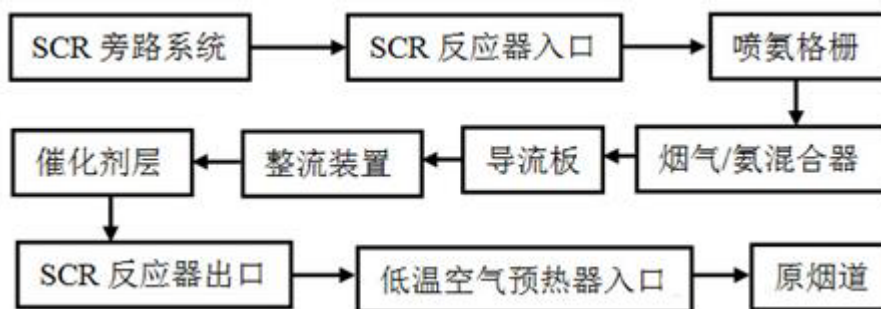 SCR 旁路系统
SCR 反应器入口
喷氨格栅
烟气/氨混合器
导流板
整流装置
催化剂层
SCR 反应器出口
低温空气预热器入口
原烟道